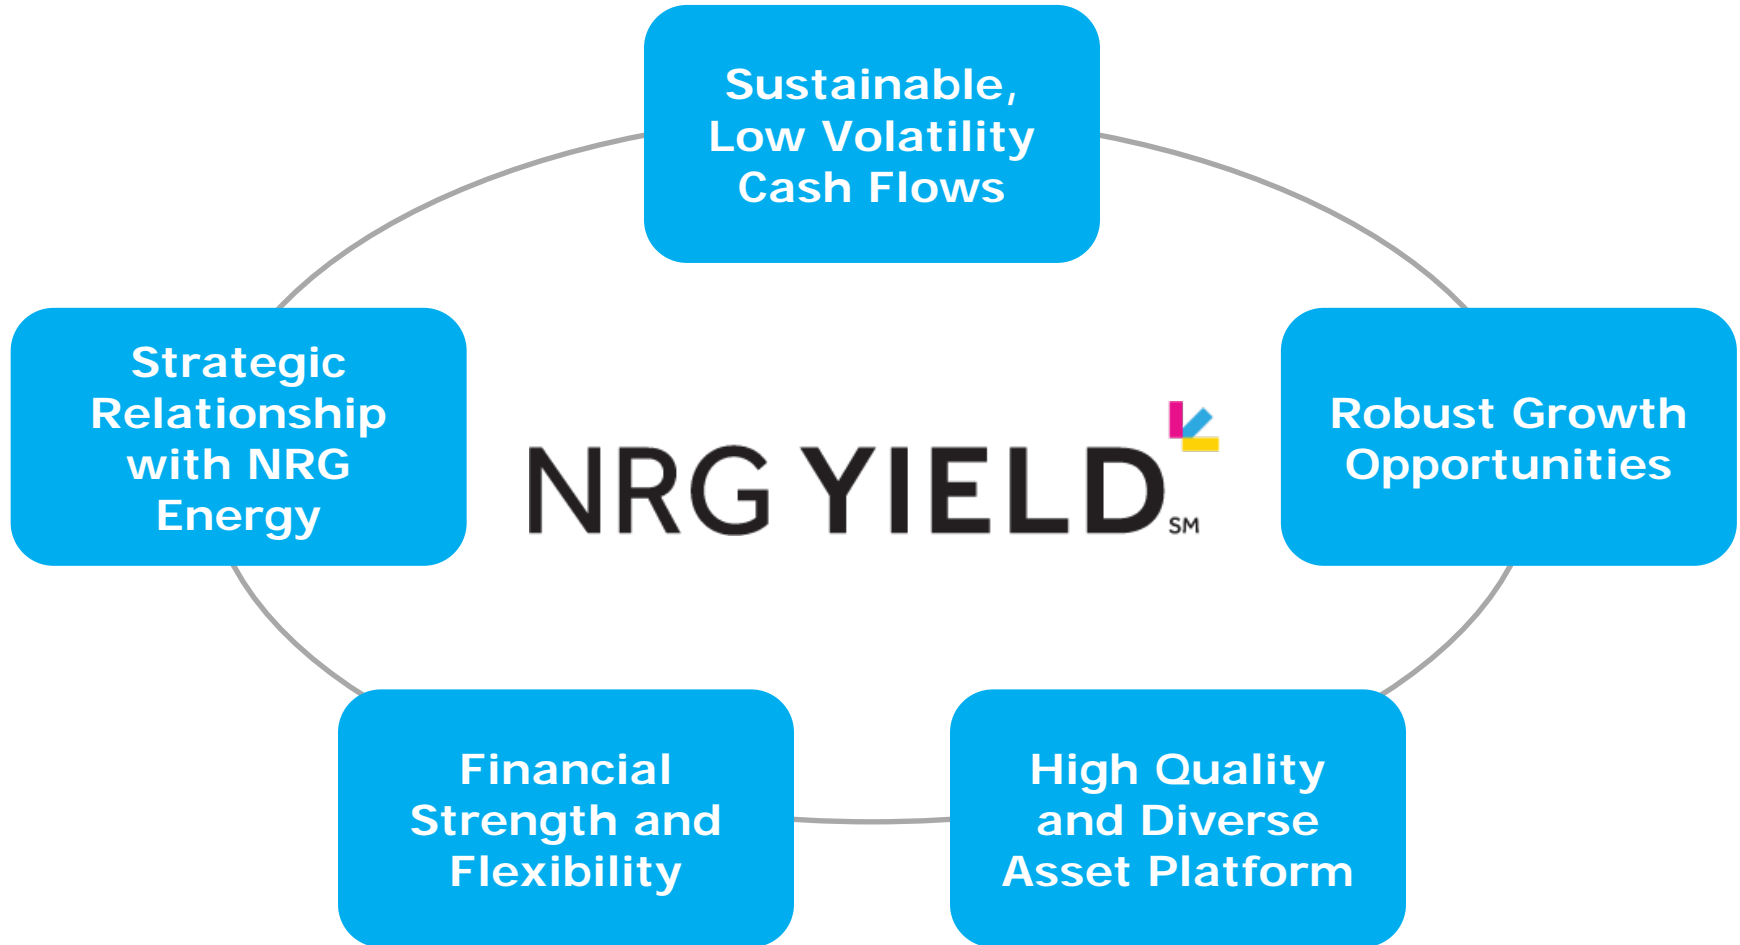 Sustainable,
Low Volatility
Cash Flows
Strategic
Relationship
with NRG
Energy
NRG YIELD SM
Robust Growth
Opportunities
Financial
Strength and
Flexibility
High Quality
and Diverse
Asset Platform